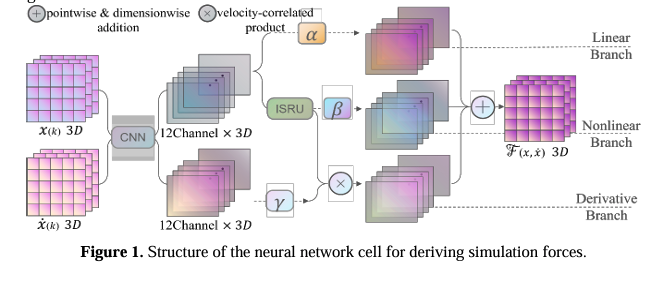 pointwise & dimensionwise addition
velocity-correlated product
α
Linear Branch
x(k) 3D
CNN
12Channel × 3D
ISRU
β
Nonlinear Branch
ℱ(x,ẋ) 3D
ẋ(k) 3D
12Channel × 3D
γ
Derivative Branch
Figure 1. Structure of the neural network cell for deriving simulation forces.